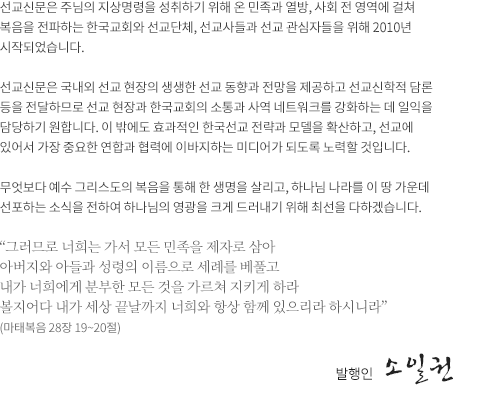 선교신문은 주님의 지상명령을 성취하기 위해 온 민족과 열방, 사회 전 영역에 걸쳐
복음을 전파하는 한국교회와 선교단체, 선교사들과 선교 관심자들을 위해 2010년
시작되었습니다.
선교신문은 국내외 선교 현장의 생생한 선교 동향과 전망을 제공하고 선교신학적 담론
등을 전달하므로 선교 현장과 한국교회의 소통과 사역 네트워크를 강화하는 데 일익을
담당하기 원합니다. 이 밖에도 효과적인 한국선교 전략과 모델을 확산하고, 선교에
있어서 가장 중요한 연합과 협력에 이바지하는 미디어가 되도록 노력할 것입니다.
무엇보다 예수 그리스도의 복음을 통해 한 생명을 살리고, 하나님 나라를 이 땅 가운데
선포하는 소식을 전하여 하나님의 영광을 크게 드러내기 위해 최선을 다하겠습니다.
“그러므로 너희는 가서 모든 민족을 제자로 삼아
아버지와 아들과 성령의 이름으로 세례를 베풀고
내가 너희에게 분부한 모든 것을 가르쳐 지키게 하라
볼지어다 내가 세상 끝날까지 너희와 항상 함께 있으리라 하시니라”
(마태복음 28장 19~20절)
발행인 소일권